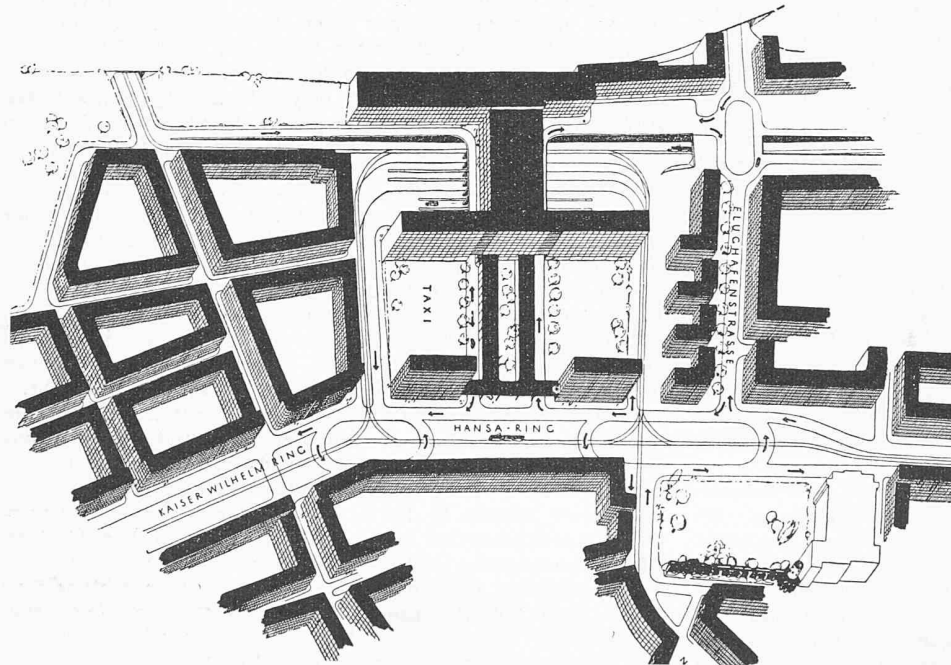 FLUGHAFENSTRASSE
TAXI
HANSA-RING
KAISER WILHELM RING
N